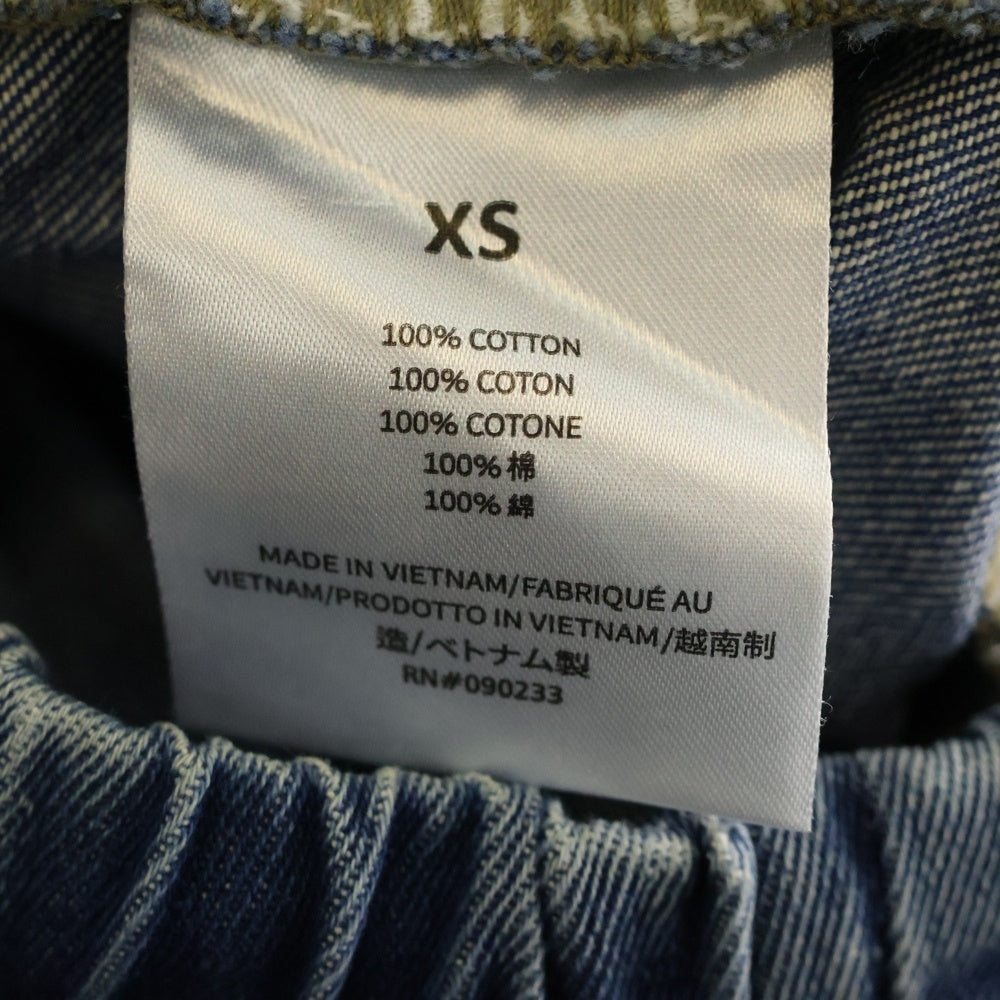 XS
100% COTTON
100% COTON
100% COTONE
100% 棉
100% 綿
MADE IN VIETNAM/FABRIQUÉ AU
VIETNAM/PRODOTTO IN VIETNAM/越南制
造/ベトナム製
RN#090233